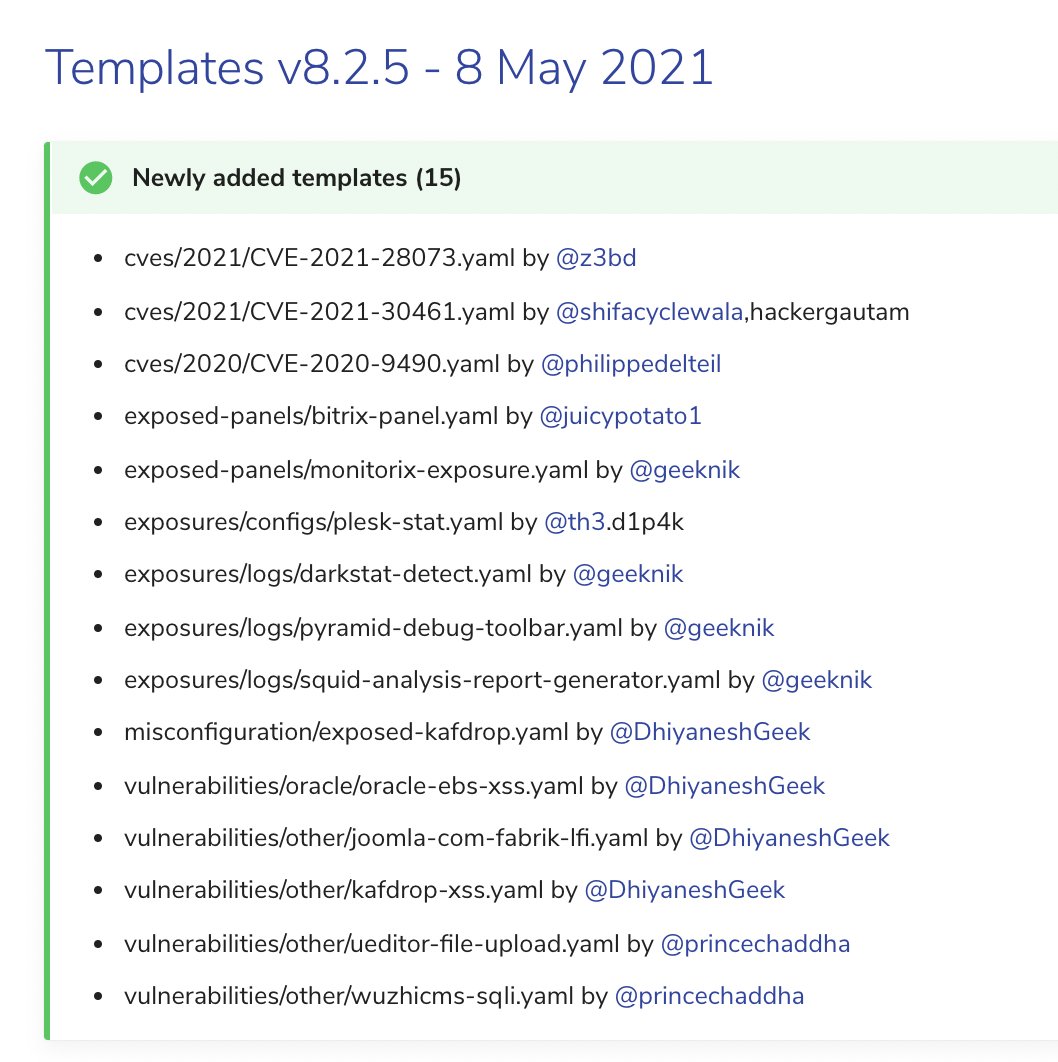 Templates v8.2.5 - 8 May 2021
Newly added templates (15)
cves/2021/CVE-2021-28073.yaml by @z3bd
cves/2021/CVE-2021-30461.yaml by @shifacyclewala,hackergautam
cves/2020/CVE-2020-9490.yaml by @philippedelteil
exposed-panels/bitrix-panel.yaml by @juicypotato1
exposed-panels/monitorix-exposure.yaml by @geeknik
exposures/configs/plesk-stat.yaml by @th3.d1p4k
exposures/logs/darkstat-detect.yaml by @geeknik
exposures/logs/pyramid-debug-toolbar.yaml by @geeknik
exposures/logs/squid-analysis-report-generator.yaml by @geeknik
misconfiguration/exposed-kafdrop.yaml by @DhiyaneshGeek
vulnerabilities/oracle/oracle-ebs-xss.yaml by @DhiyaneshGeek
vulnerabilities/other/joomla-com-fabrik-lfi.yaml by @DhiyaneshGeek
vulnerabilities/other/kafdrop-xss.yaml by @DhiyaneshGeek
vulnerabilities/other/ueditor-file-upload.yaml by @princechaddha
vulnerabilities/other/wuzhicms-sqli.yaml by @princechaddha